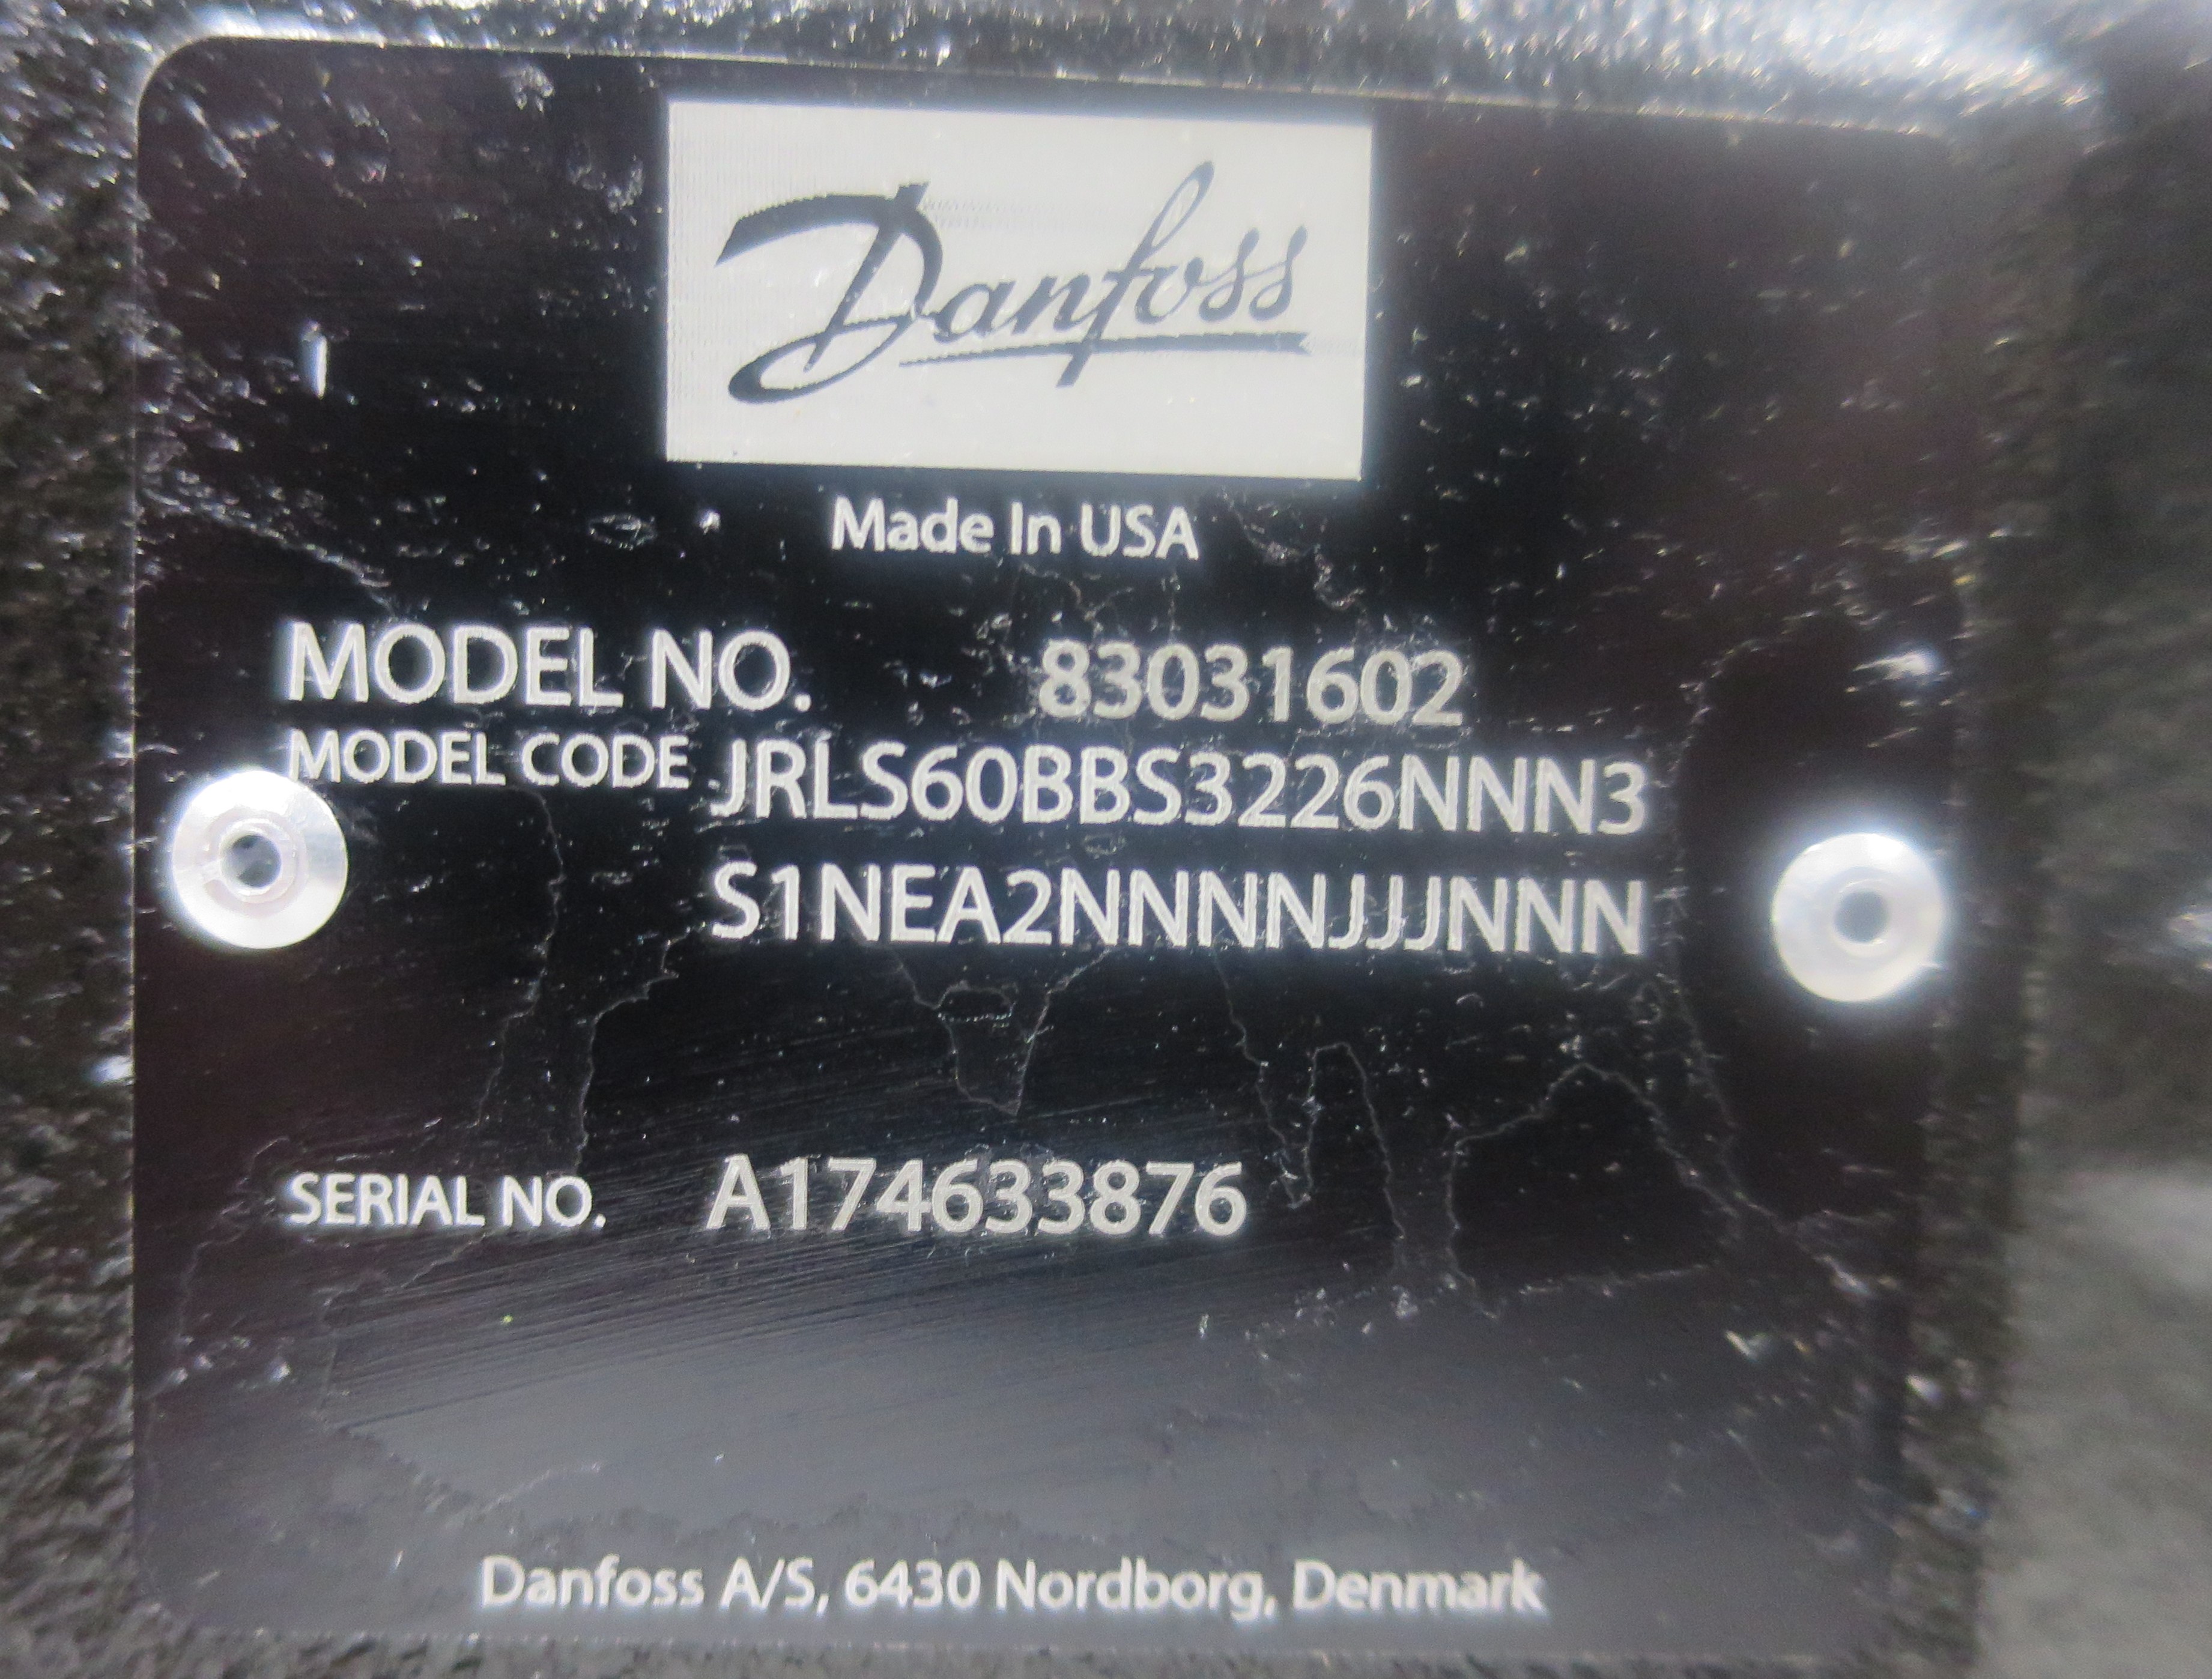 Danfoss
Made In USA
MODEL NO. 83031602
MODEL CODE JRLS60BBS3226NNN3
S1NEA2NNNNJJJNNN
SERIAL NO. A174633876
Danfoss A/S, 6430 Nordborg, Denmark